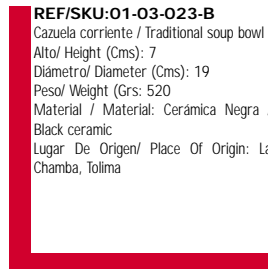 REF/SKU:01-03-023-B
Cazuela corriente / Traditional soup bowl
Alto/ Height (Cms): 7
Diámetro/ Diameter (Cms): 19
Peso/ Weight (Grs: 520
Material / Material: Cerámica Negra
Black ceramic
Lugar De Origen/ Place Of Origin:
Chamba, Tolima